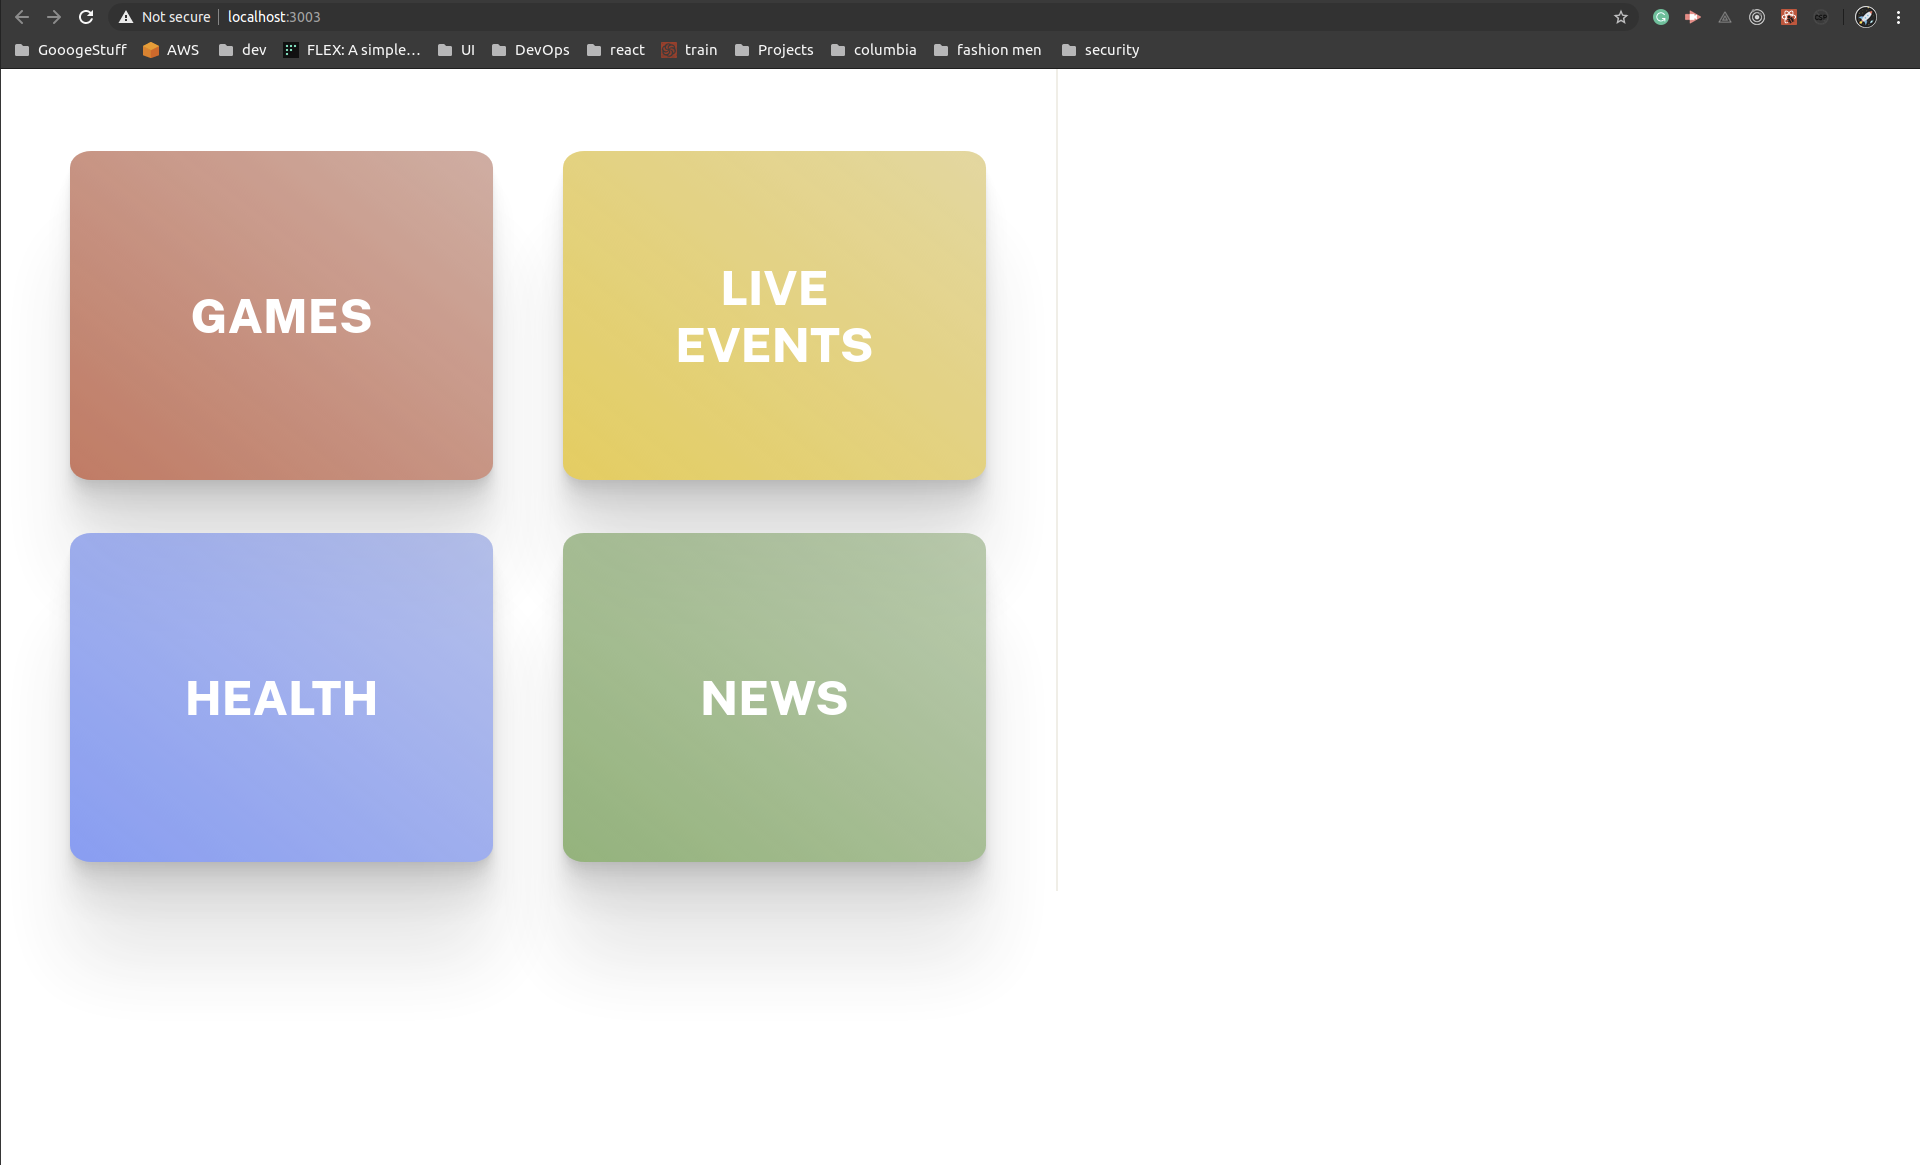 Not secure localhost:3003
GooogeStuff AWS dev FLEX: A simple... UI DevOps react train Projects columbia fashion men security
GAMES
LIVE
EVENTS
HEALTH
NEWS